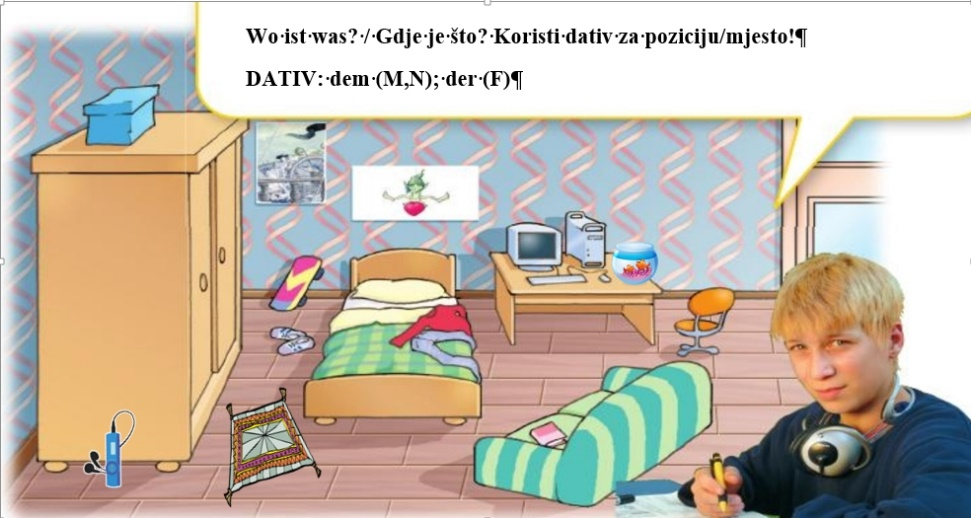 Wo·ist·was?·/·Gdje·je·što?·Koristi·dativ·za·poziciju/mjesto!¶
DATIV:·dem·(M,N);·der·(F)¶